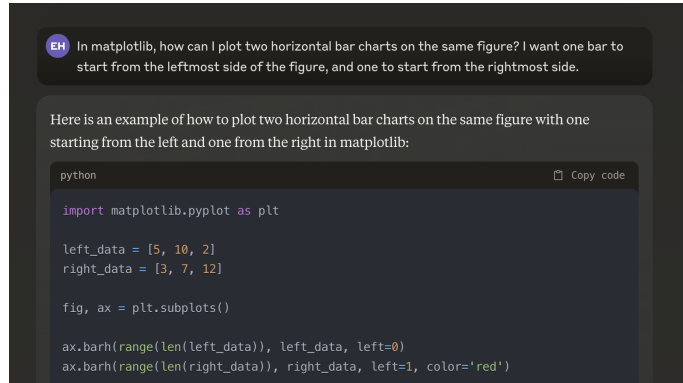 EH In matplotlib, how can I plot two horizontal bar charts on the same figure? I want one bar to
start from the leftmost side of the figure, and one to start from the rightmost side.
Here is an example of how to plot two horizontal bar charts on the same figure with one
starting from the left and one from the right in matplotlib:
python Copy code
import matplotlib.pyplot as plt
left_data = [5, 10, 2]
right_data = [3, 7, 12]
fig, ax = plt.subplots()
ax.barh(range(len(left_data)), left_data, left=0)
ax.barh(range(len(right_data)), right_data, left=1, color='red')